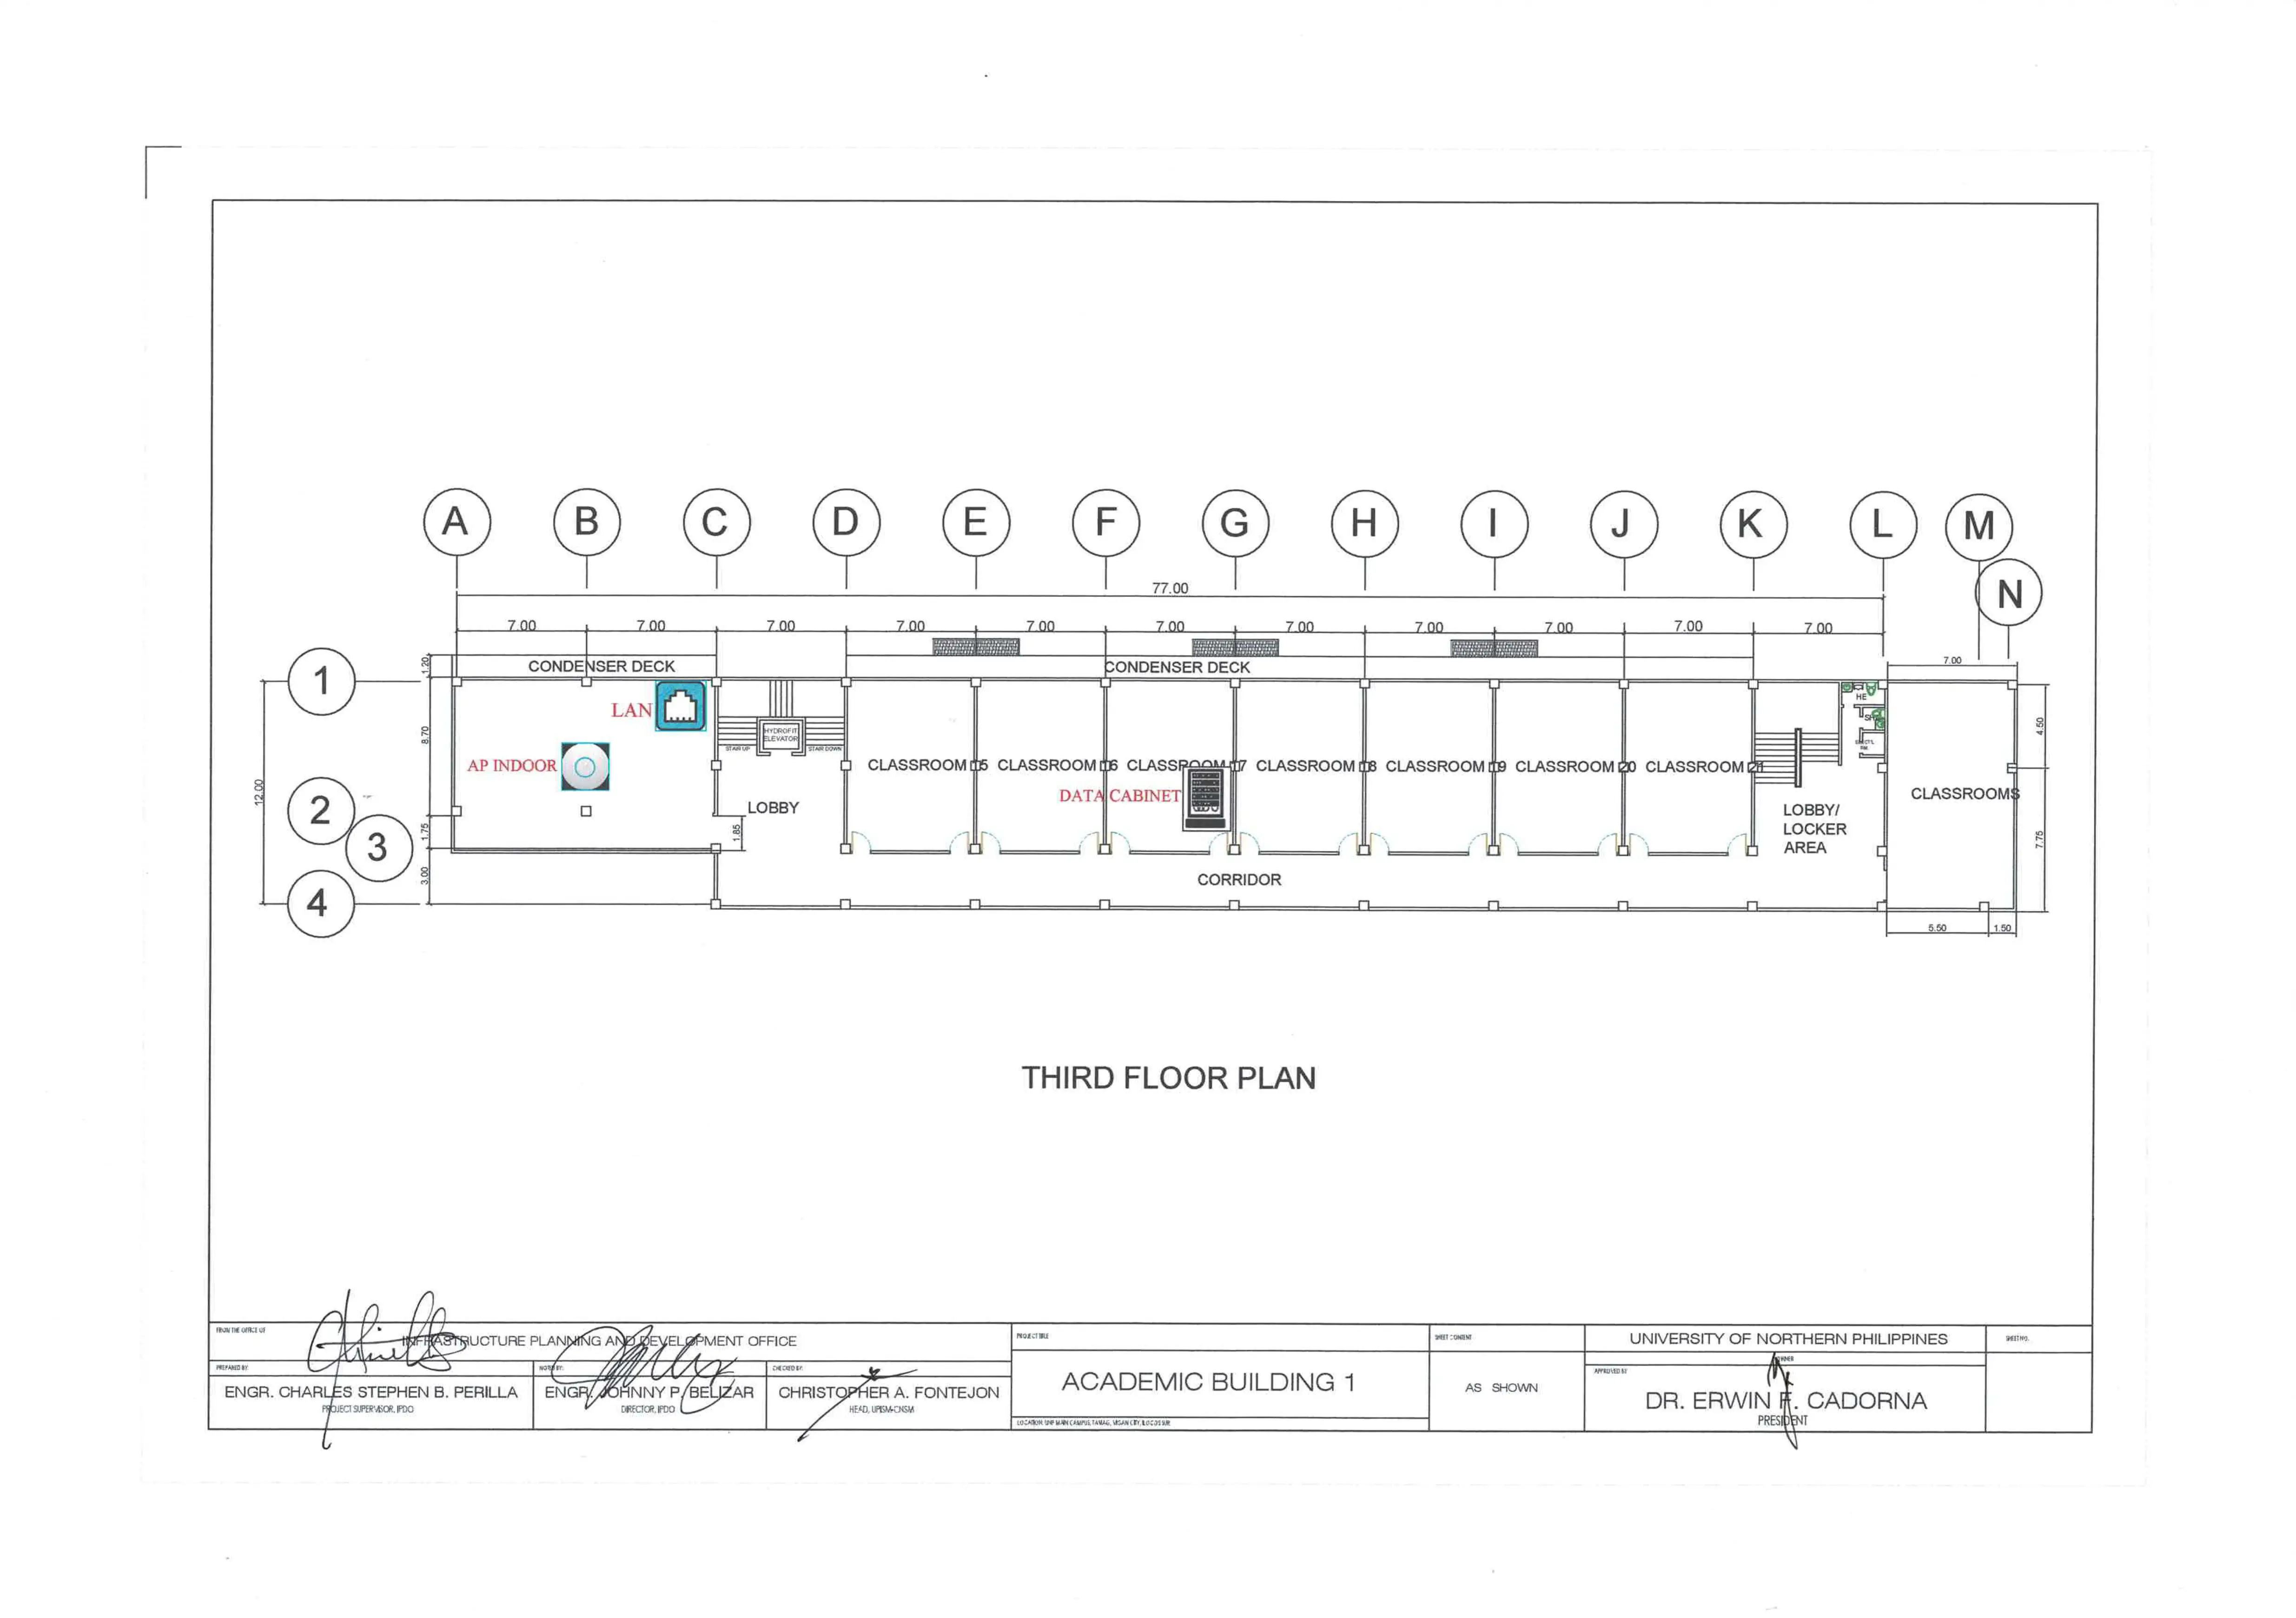 A B C D E F G H I J K L M
N
77.00
7.00 7.00 7.00 7.00 7.00 7.00 7.00 7.00 7.00 7.00 7.00
1.20
CONDENSER DECK
CONDENSER DECK
7.00
1
LAN
HE
8.70
HYDROFIT
ELEVATOR
STAIR UP
STAIR DOWN
4.50
AP INDOOR
CLASSROOM 15 CLASSROOM 16 CLASSROOM 17 CLASSROOM 18 CLASSROOM 19 CLASSROOM 20 CLASSROOM 21
12.00
DATA CABINET
CLASSROOMS
2
LOBBY
LOBBY/
LOCKER
AREA
1.75
1.85
7.75
3
3.00
CORRIDOR
4
5.50 1.50
THIRD FLOOR PLAN
FROM THE OFFICE OF
INFRASTRUCTURE PLANNING AND DEVELOPMENT OFFICE
PREPARED BY:
ENGR. CHARLES STEPHEN B. PERILLA
PROJECT SUPERVISOR, IPDO
NOTED BY:
ENGR. JOHNNY P. BELIZAR
DIRECTOR, IPDO
CHECKED BY:
CHRISTOPHER A. FONTEJON
HEAD, UPISM-CNSM
PROJECT TITLE
ACADEMIC BUILDING 1
LOCATION: UNP MAIN CAMPUS, TAMAG, VIGAN CITY, ILOCOS SUR
SHEET CONTENT
AS SHOWN
UNIVERSITY OF NORTHERN PHILIPPINES
OWNER
APPROVED BY
DR. ERWIN F. CADORNA
PRESIDENT
SHEET NO.